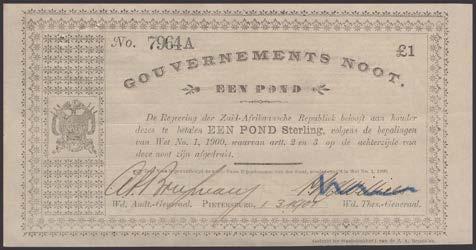 No. 7964A
£1
GOUVERNEMENTS NOOT.
EEN POND
De Regeering der Zuid-Afrikaansche Republiek belooft aan houder
dezes te betalen EEN POND Sterling, volgens de bepalingen
van Wet No. 1, 1900, waarvan artt. 2 en 3 op de achterzijde van
deze noot zijn afgedrukt.
Wd. Audt.-Generaal. PIETERSBURG, 1 Wd. Thes.-Generaal.